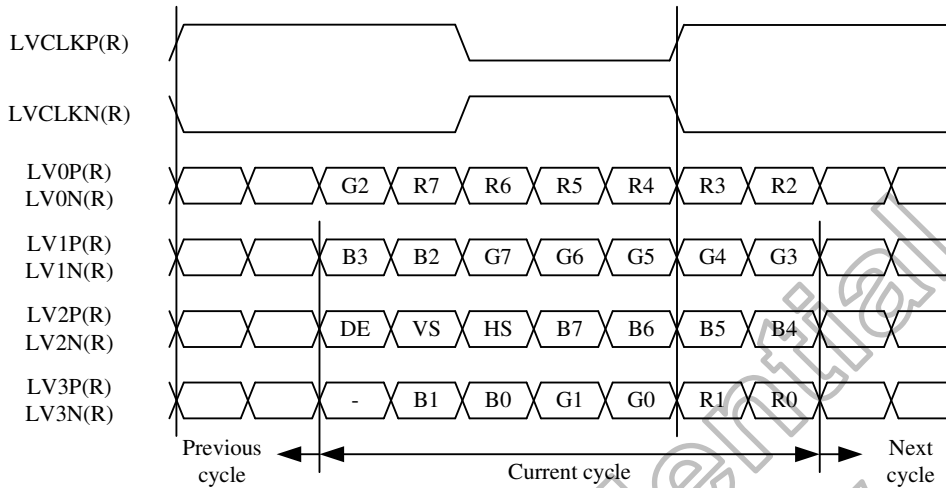 LVCLKP(R)
LVCLKN(R)
LV0P(R)
LV0N(R)
G2 R7 R6 R5 R4 R3 R2
LV1P(R)
LV1N(R)
B3 B2 G7 G6 G5 G4 G3
LV2P(R)
LV2N(R)
DE VS HS B7 B6 B5 B4
LV3P(R)
LV3N(R)
- B1 B0 G1 G0 R1 R0
Previous
cycle
Current cycle
Next
cycle